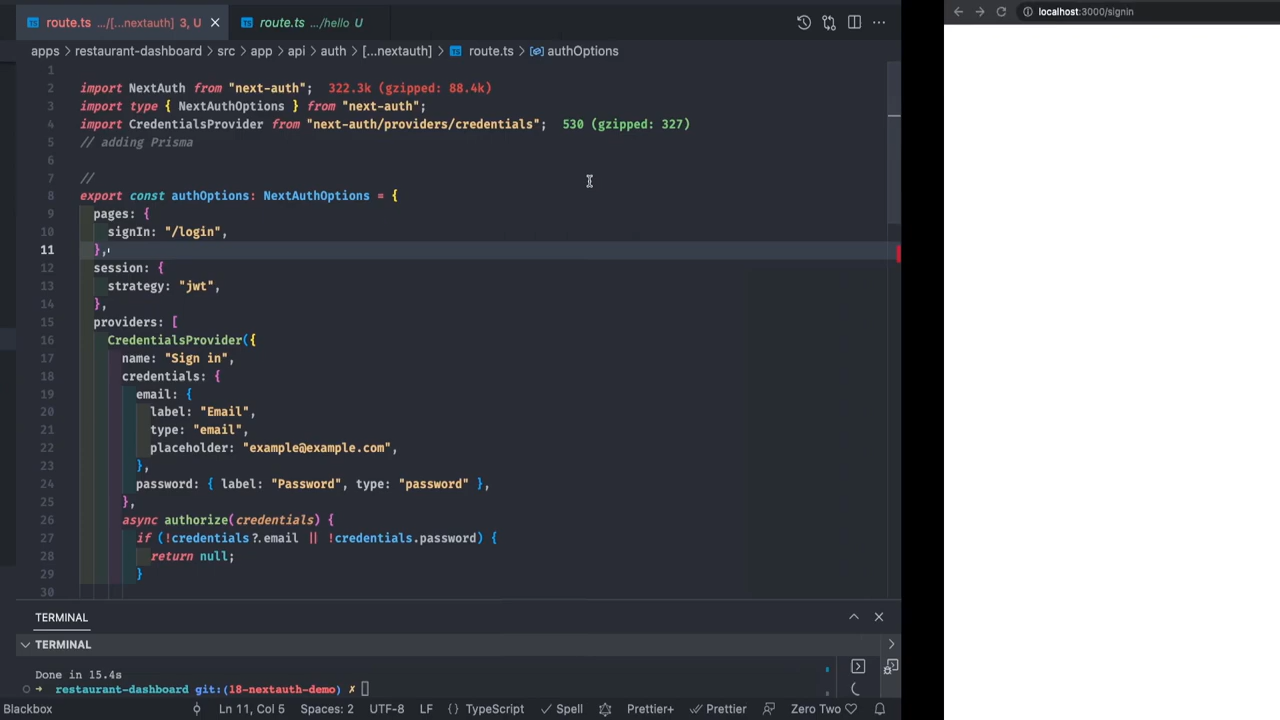 route.ts .../[...nextauth] 3, U
route.ts .../hello U
localhost:3000/signin
apps > restaurant-dashboard > src > app > api > auth > [...nextauth] > route.ts > authOptions
1
2 import NextAuth from "next-auth"; 322.3k (gzipped: 88.4k)
3 import type { NextAuthOptions } from "next-auth";
4 import CredentialsProvider from "next-auth/providers/credentials"; 530 (gzipped: 327)
5 // adding Prisma
6
7 //
8 export const authOptions: NextAuthOptions = {
9 pages: {
10 signIn: "/login",
11 },
12 session: {
13 strategy: "jwt",
14 },
15 providers: [
16 CredentialsProvider({
17 name: "Sign in",
18 credentials: {
19 email: {
20 label: "Email",
21 type: "email",
22 placeholder: "example@example.com",
23 },
24 password: { label: "Password", type: "password" },
25 },
26 async authorize(credentials) {
27 if (!credentials?.email || !credentials.password) {
28 return null;
29 }
30
TERMINAL
TERMINAL
Done in 15.4s
➜ restaurant-dashboard git:(18-nextauth-demo) ✗
Blackbox Ln 11, Col 5 Spaces: 2 UTF-8 LF {} TypeScript Spell Prettier+ Prettier Zero Two